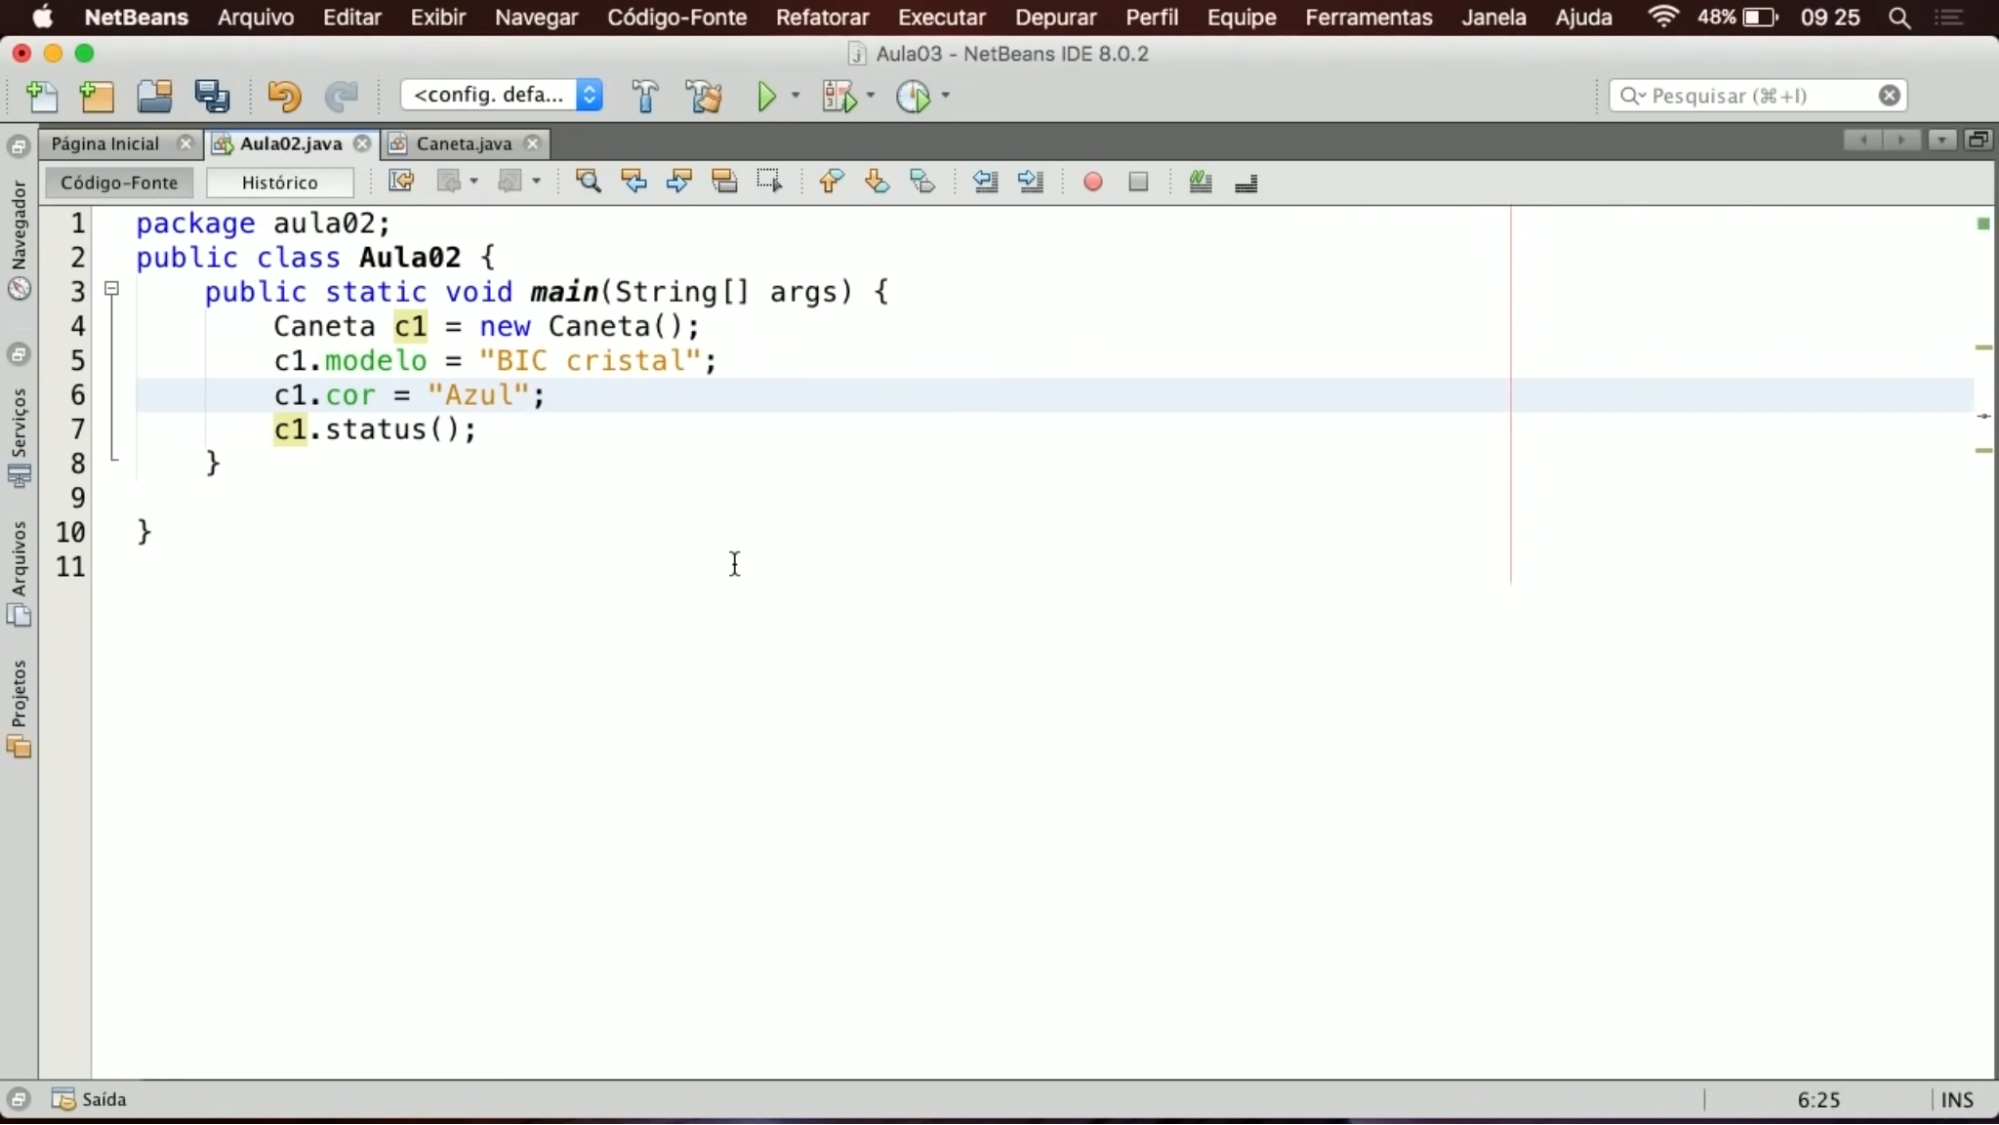 NetBeans Arquivo Editar Exibir Navegar Código-Fonte Refatorar Executar Depurar Perfil Equipe Ferramentas Janela Ajuda 48% 09 25
Aula03 - NetBeans IDE 8.0.2
<config. defa... Pesquisar (⌘+I)
Página Inicial Aula02.java Caneta.java
Código-Fonte Histórico
Navegador
Serviços
Arquivos
Projetos
1 package aula02;
2 public class Aula02 {
3 public static void main(String[] args) {
4 Caneta c1 = new Caneta();
5 c1.modelo = "BIC cristal";
6 c1.cor = "Azul";
7 c1.status();
8 }
9
10 }
11
Saída 6:25 INS